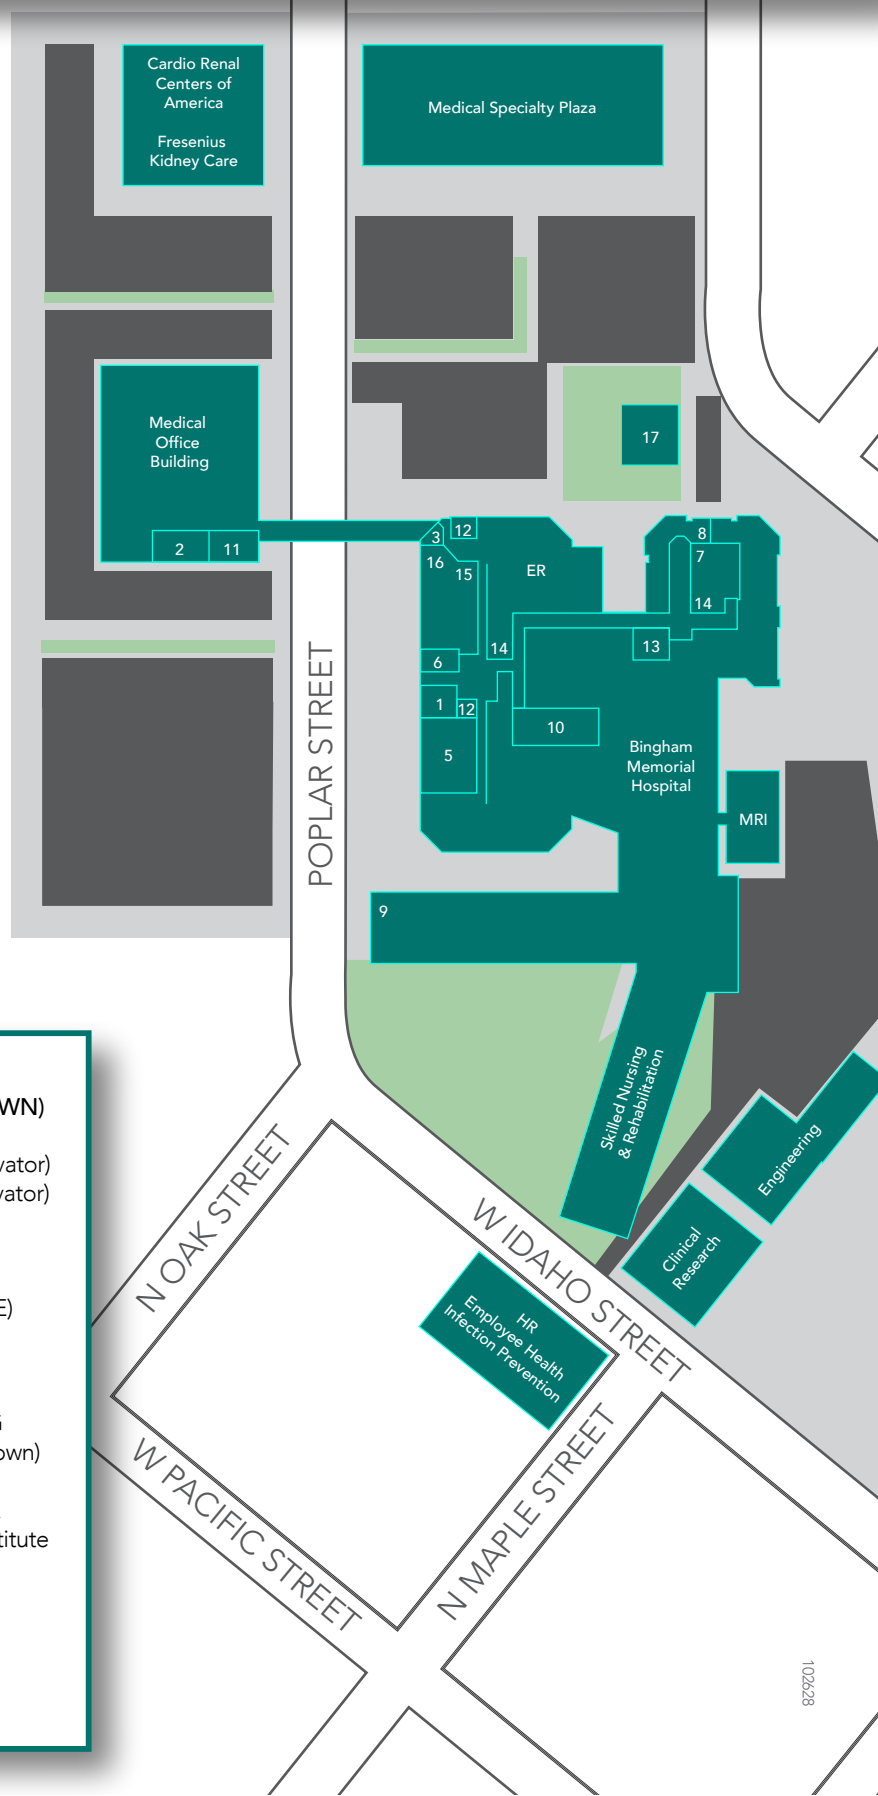 Cardio Renal
Centers of
America
Fresenius
Kidney Care
Medical Specialty Plaza
Medical
Office
Building
17
2
11
3
12
16
15
ER
8
7
14
14
13
6
1
12
10
5
Bingham
Memorial
Hospital
MRI
9
POPLAR STREET
Skilled Nursing
& Rehabilitation
Engineering
Clinical
Research
N OAK STREET
W IDAHO STREET
HR
Employee Health
Infection Prevention
W PACIFIC STREET
N MAPLE STREET
WN)
vator)
vator)
E)
own)
titute
102628